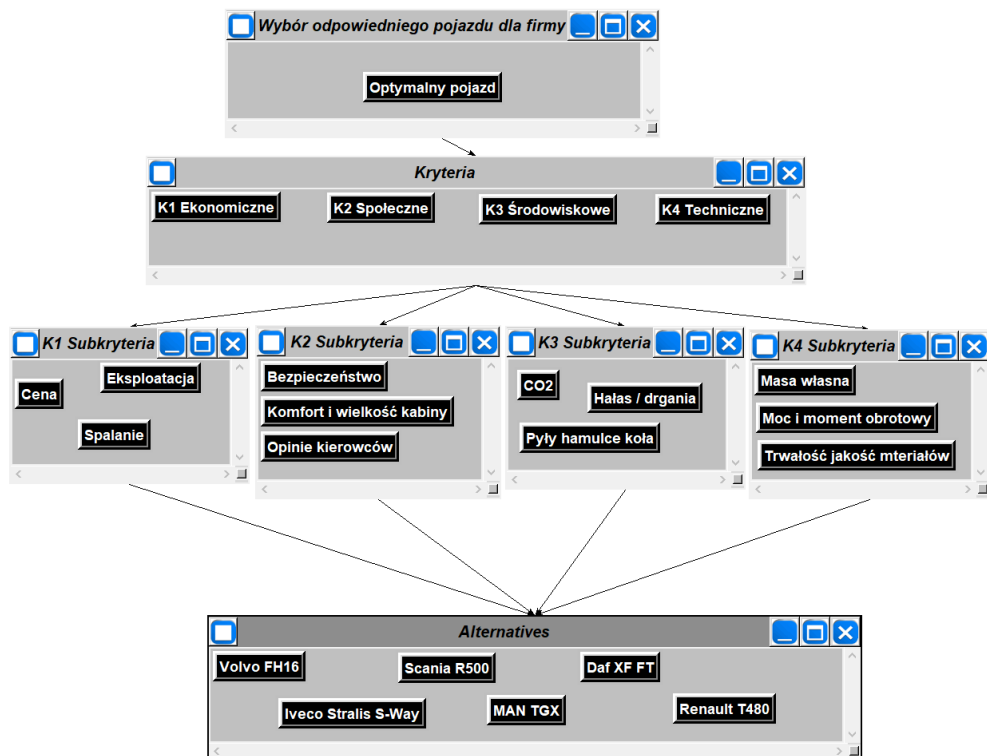 Wybór odpowiedniego pojazdu dla firmy
Optymalny pojazd
Kryteria
K1 Ekonomiczne
K2 Społeczne
K3 Środowiskowe
K4 Techniczne
K1 Subkryteria
Cena
Eksploatacja
Spalanie
K2 Subkryteria
Bezpieczeństwo
Komfort i wielkość kabiny
Opinie kierowców
K3 Subkryteria
CO2
Hałas / drgania
Pyły hamulce koła
K4 Subkryteria
Masa własna
Moc i moment obrotowy
Trwałość jakość mteriałów
Alternatives
Volvo FH16
Scania R500
Daf XF FT
Iveco Stralis S-Way
MAN TGX
Renault T480